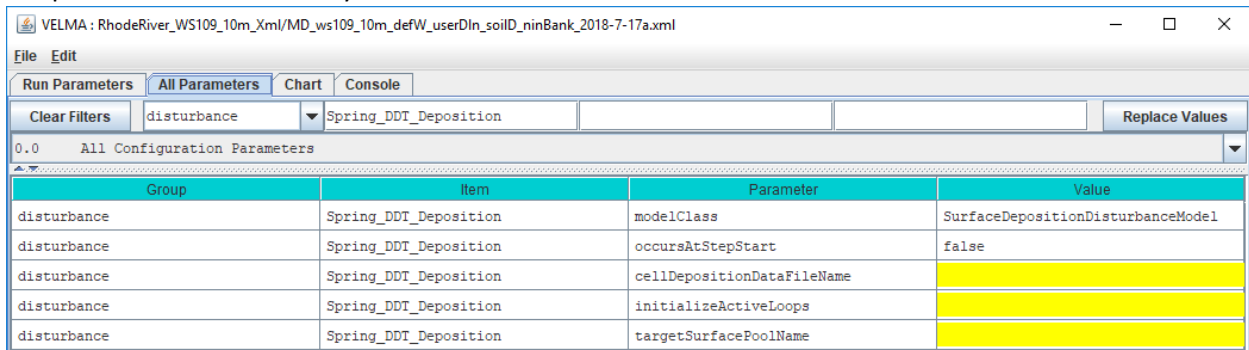 VELMA : RhodeRiver_WS109_10m_Xml/MD_ws109_10m_defW_userDIn_soilID_ninBank_2018-7-17a.xml
File Edit
Run Parameters All Parameters Chart Console
Clear Filters disturbance Spring_DDT_Deposition Replace Values
0.0 All Configuration Parameters
Group Item Parameter Value
disturbance Spring_DDT_Deposition modelClass SurfaceDepositionDisturbanceModel
disturbance Spring_DDT_Deposition occursAtStepStart false
disturbance Spring_DDT_Deposition cellDepositionDataFileName
disturbance Spring_DDT_Deposition initializeActiveLoops
disturbance Spring_DDT_Deposition targetSurfacePoolName